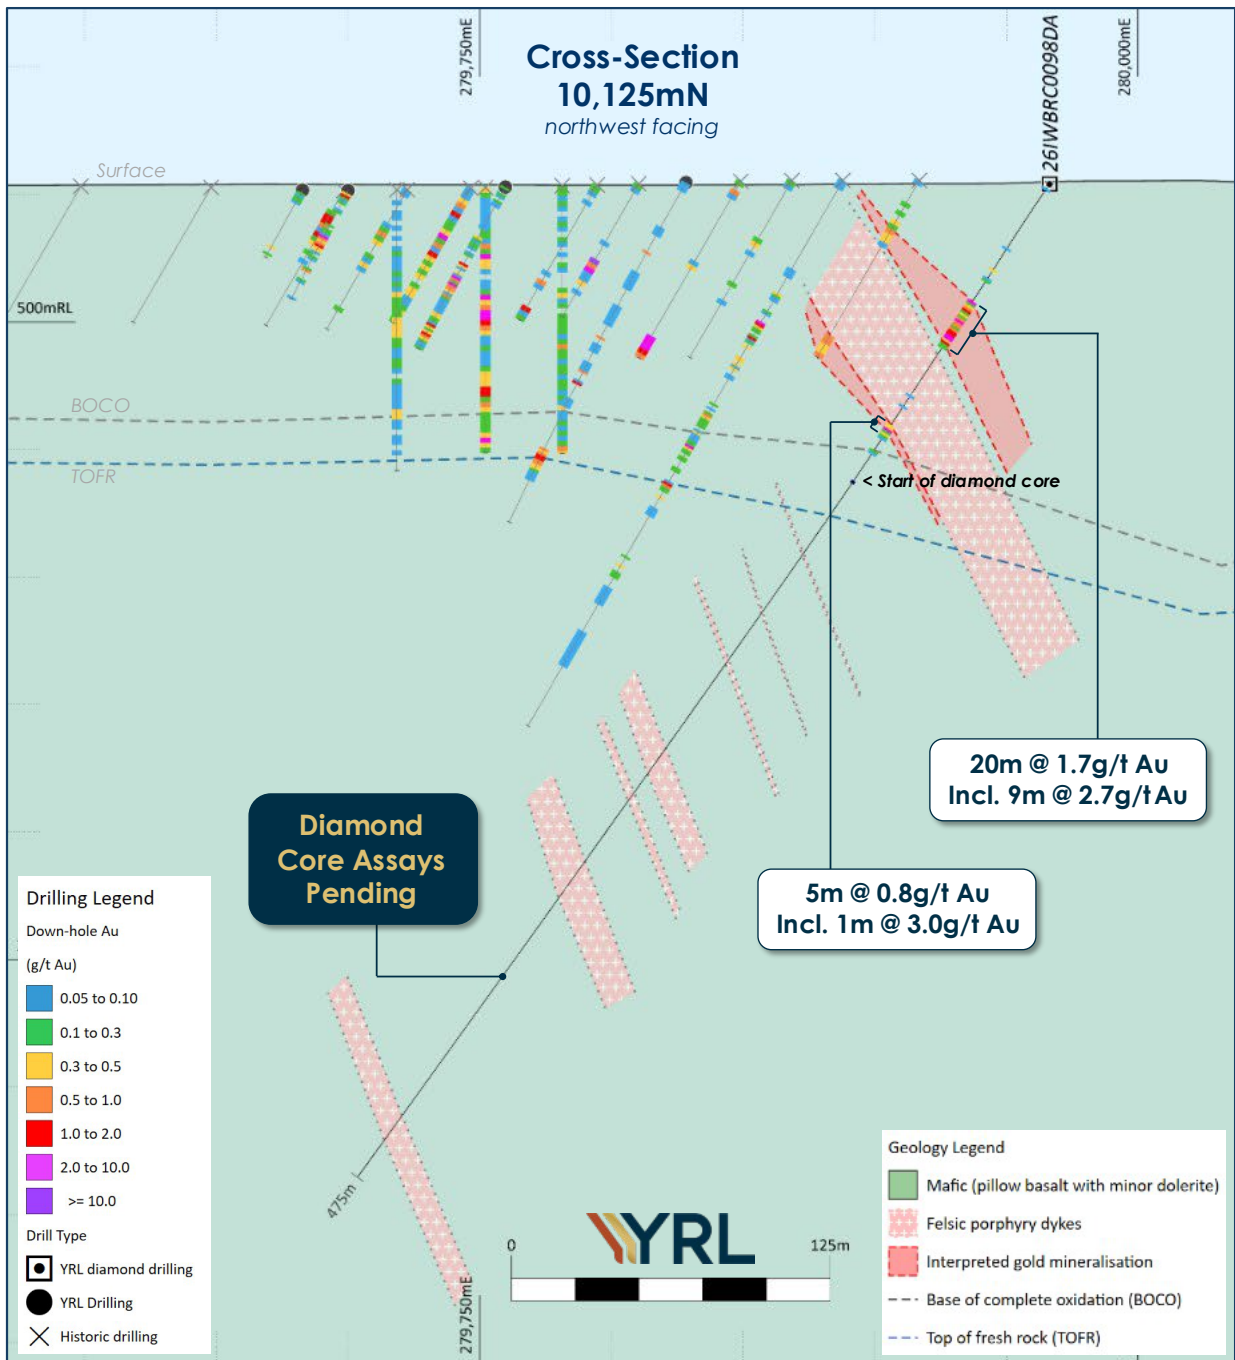 279,750mE
Cross-Section
10,125mN
northwest facing
26IWBRC0098DA
280,000mE
Surface
500mRL
BOCO
TOFR
< Start of diamond core
20m @ 1.7g/t Au
Incl. 9m @ 2.7g/t Au
Diamond
Core Assays
Pending
5m @ 0.8g/t Au
Incl. 1m @ 3.0g/t Au
Drilling Legend
Down-hole Au
(g/t Au)
0.05 to 0.10
0.1 to 0.3
0.3 to 0.5
0.5 to 1.0
1.0 to 2.0
2.0 to 10.0
>= 10.0
Drill Type
YRL diamond drilling
YRL Drilling
Historic drilling
475m
YRL
0
125m
279,750mE
Geology Legend
Mafic (pillow basalt with minor dolerite)
Felsic porphyry dykes
Interpreted gold mineralisation
Base of complete oxidation (BOCO)
Top of fresh rock (TOFR)